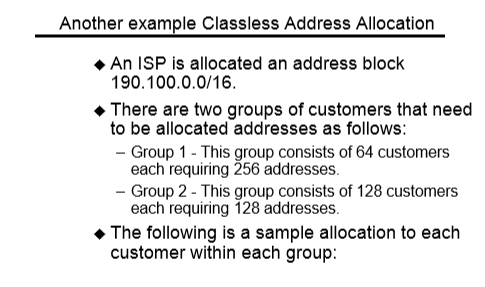 Another example Classless Address Allocation
◆ An ISP is allocated an address block
190.100.0.0/16.
◆ There are two groups of customers that need
to be allocated addresses as follows:
– Group 1 - This group consists of 64 customers
each requiring 256 addresses.
– Group 2 - This group consists of 128 customers
each requiring 128 addresses.
◆ The following is a sample allocation to each
customer within each group: